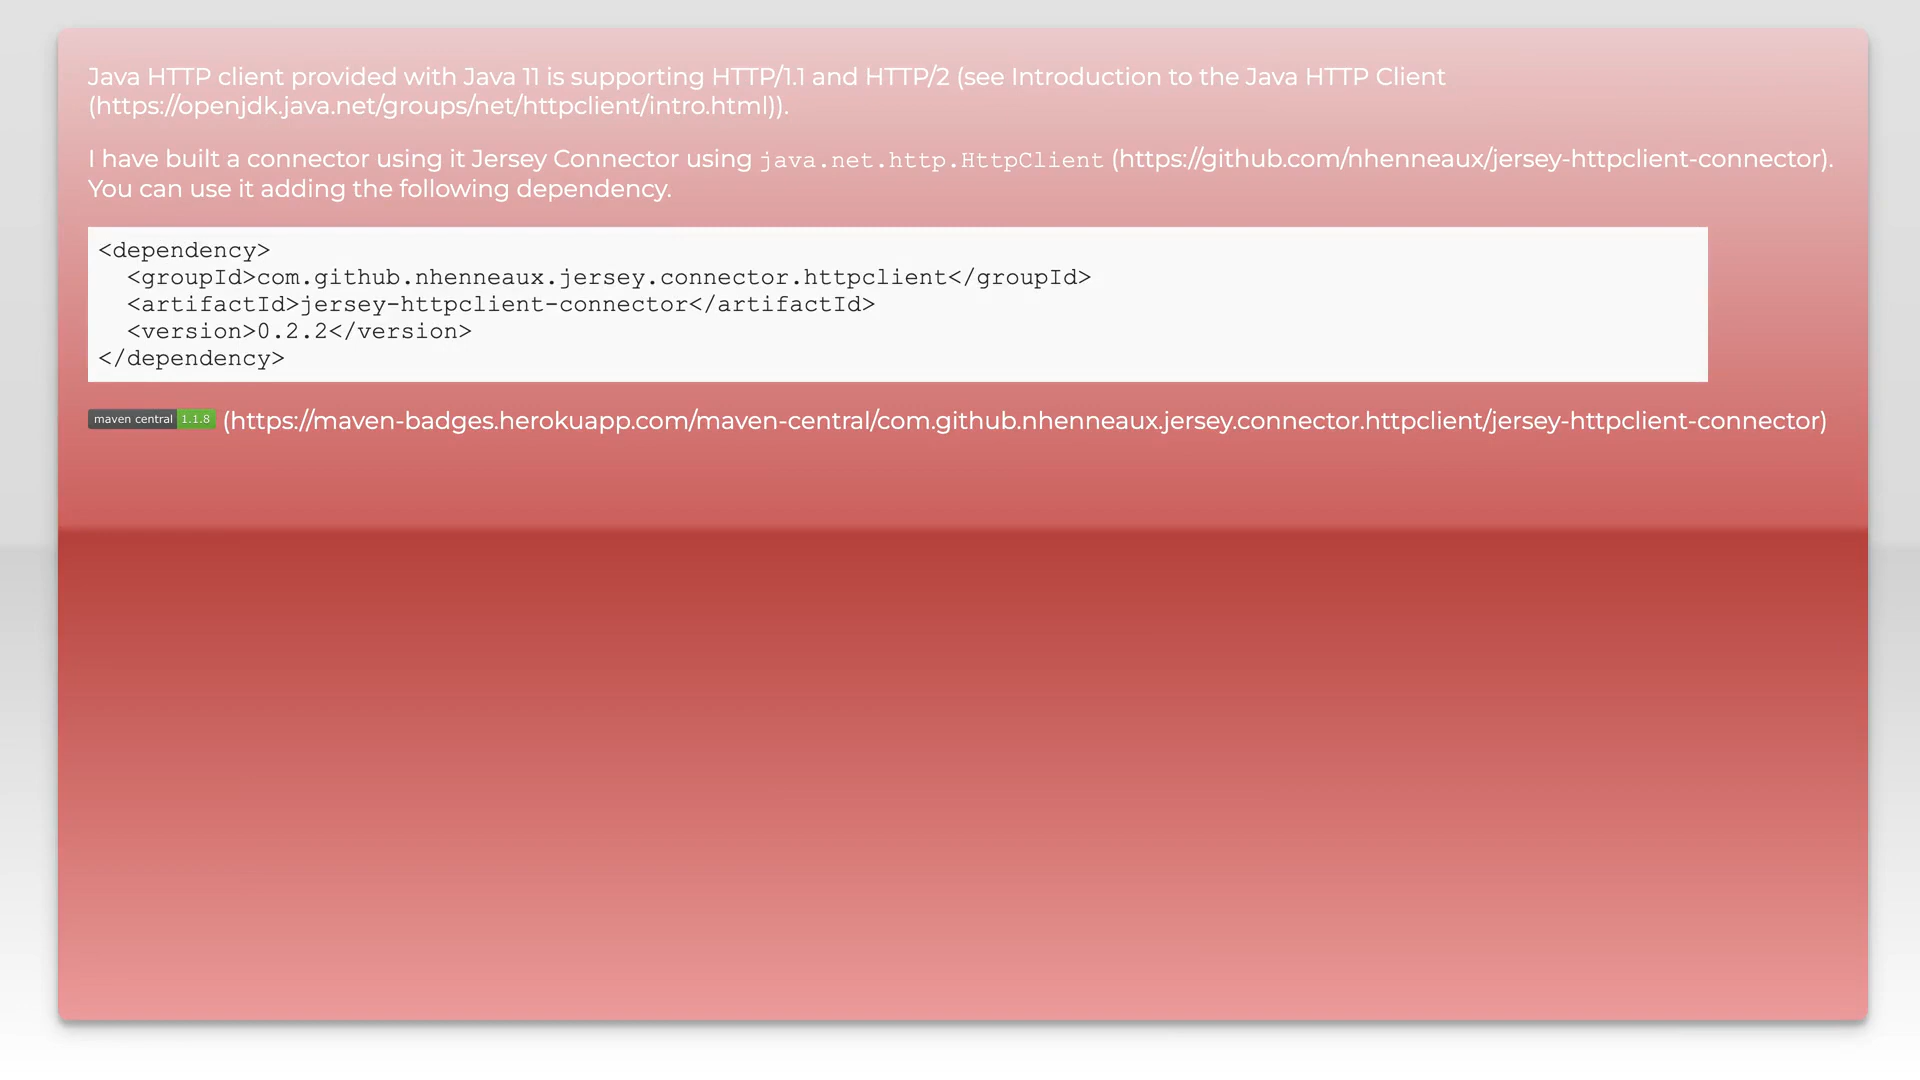 Java HTTP client provided with Java 11 is supporting HTTP/1.1 and HTTP/2 (see Introduction to the Java HTTP Client
(https://openjdk.java.net/groups/net/httpclient/intro.html)).
I have built a connector using it Jersey Connector using java.net.http.HttpClient (https://github.com/nhenneaux/jersey-httpclient-connector).
You can use it adding the following dependency.
<dependency>
  <groupId>com.github.nhenneaux.jersey.connector.httpclient</groupId>
  <artifactId>jersey-httpclient-connector</artifactId>
  <version>0.2.2</version>
</dependency>
maven central 1.1.8 (https://maven-badges.herokuapp.com/maven-central/com.github.nhenneaux.jersey.connector.httpclient/jersey-httpclient-connector)